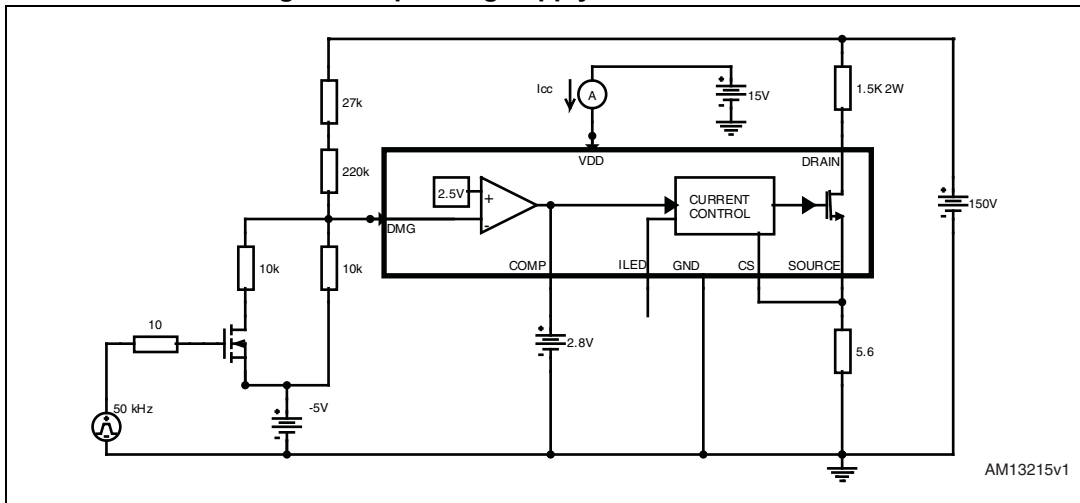 27k
220k
10k
10k
10
50 kHz
-5V
Icc
A
15V
VDD
DRAIN
1.5K 2W
2.5V
+
-
DMG
CURRENT
CONTROL
COMP
ILED
GND
CS
SOURCE
2.8V
5.6
150V
AM13215v1